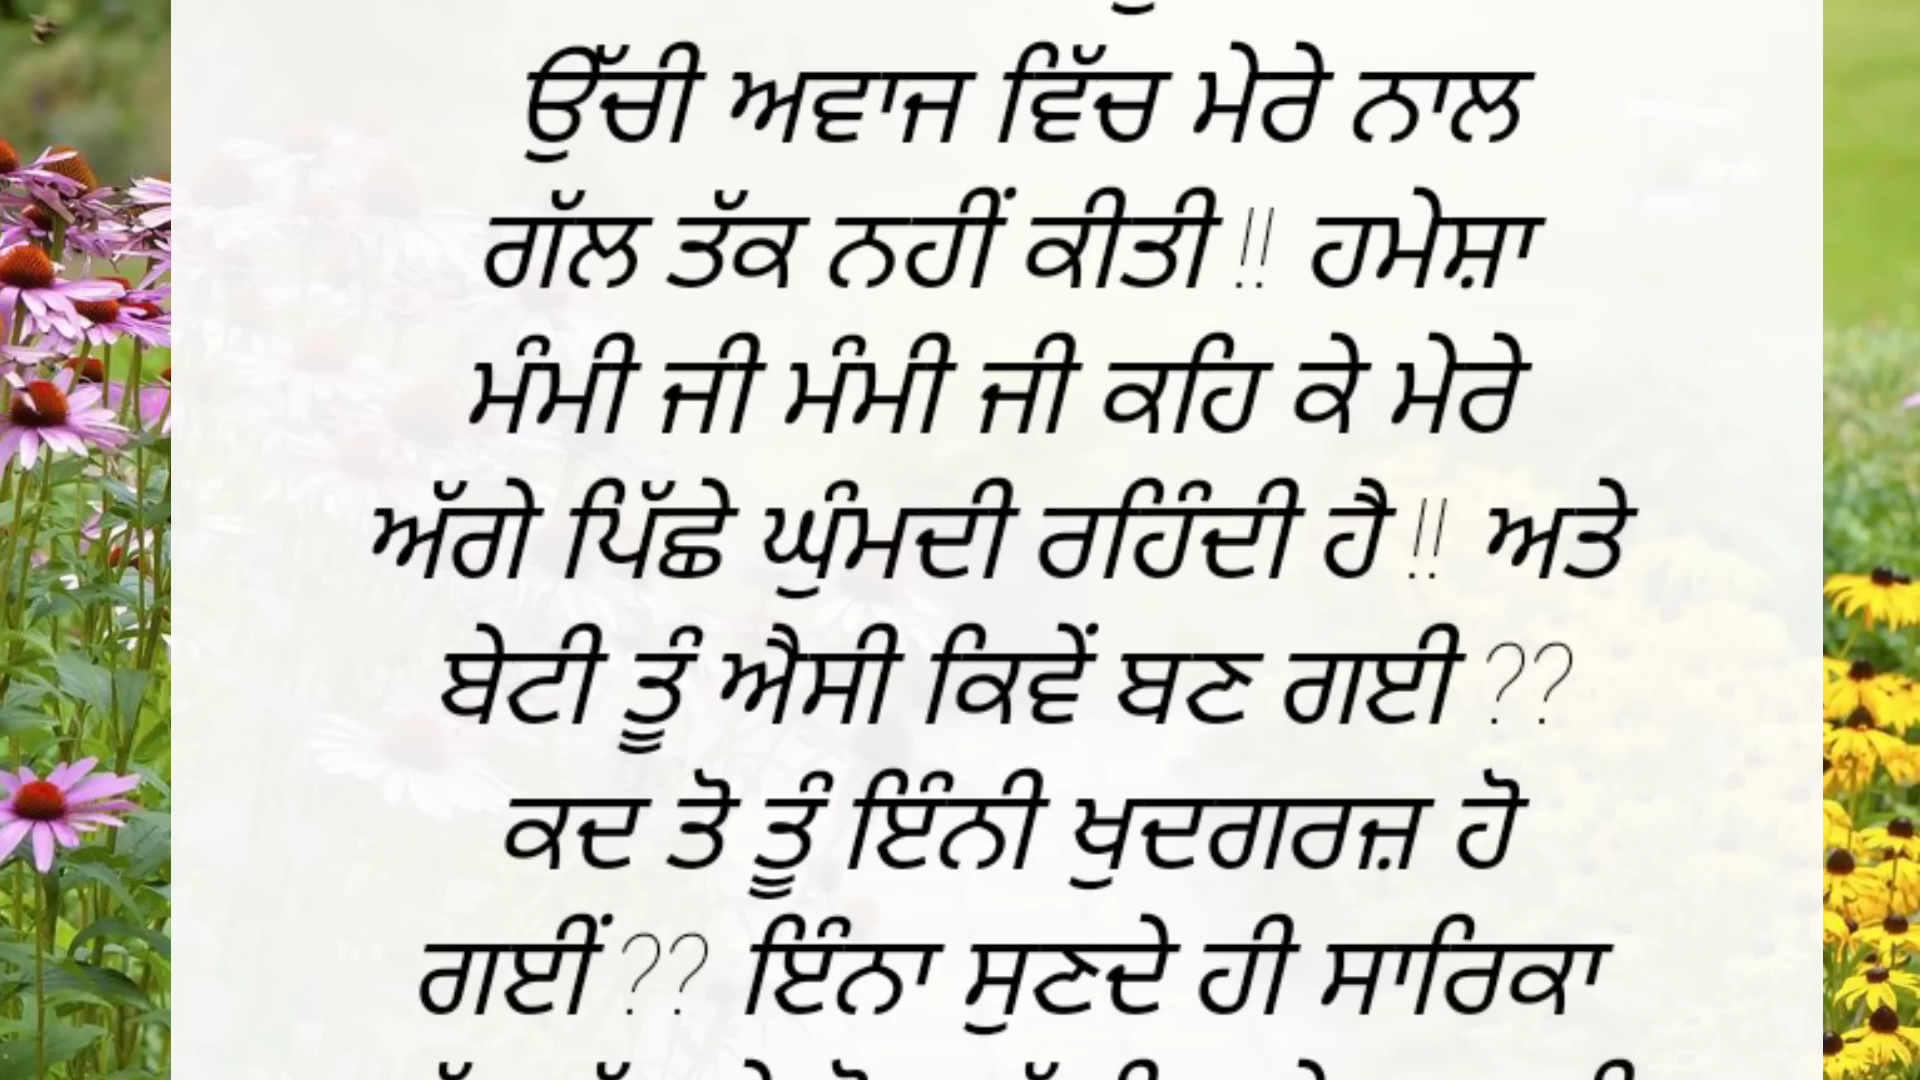 ਉੱਚੀ ਅਵਾਜ ਵਿੱਚ ਮੇਰੇ ਨਾਲ
ਗੱਲ ਤੱਕ ਨਹੀਂ ਕੀਤੀ !! ਹਮੇਸ਼ਾ
ਮੰਮੀ ਜੀ ਮੰਮੀ ਜੀ ਕਹਿ ਕੇ ਮੇਰੇ
ਅੱਗੇ ਪਿੱਛੇ ਘੁੰਮਦੀ ਰਹਿੰਦੀ ਹੈ !! ਅਤੇ
ਬੇਟੀ ਤੂੰ ਐਸੀ ਕਿਵੇਂ ਬਣ ਗਈ ??
ਕਦ ਤੋ ਤੂੰ ਇੰਨੀ ਖੁਦਗਰਜ਼ ਹੋ
ਗਈਂ ?? ਇੰਨਾ ਸੁਣਦੇ ਹੀ ਸਾਰਿਕਾ